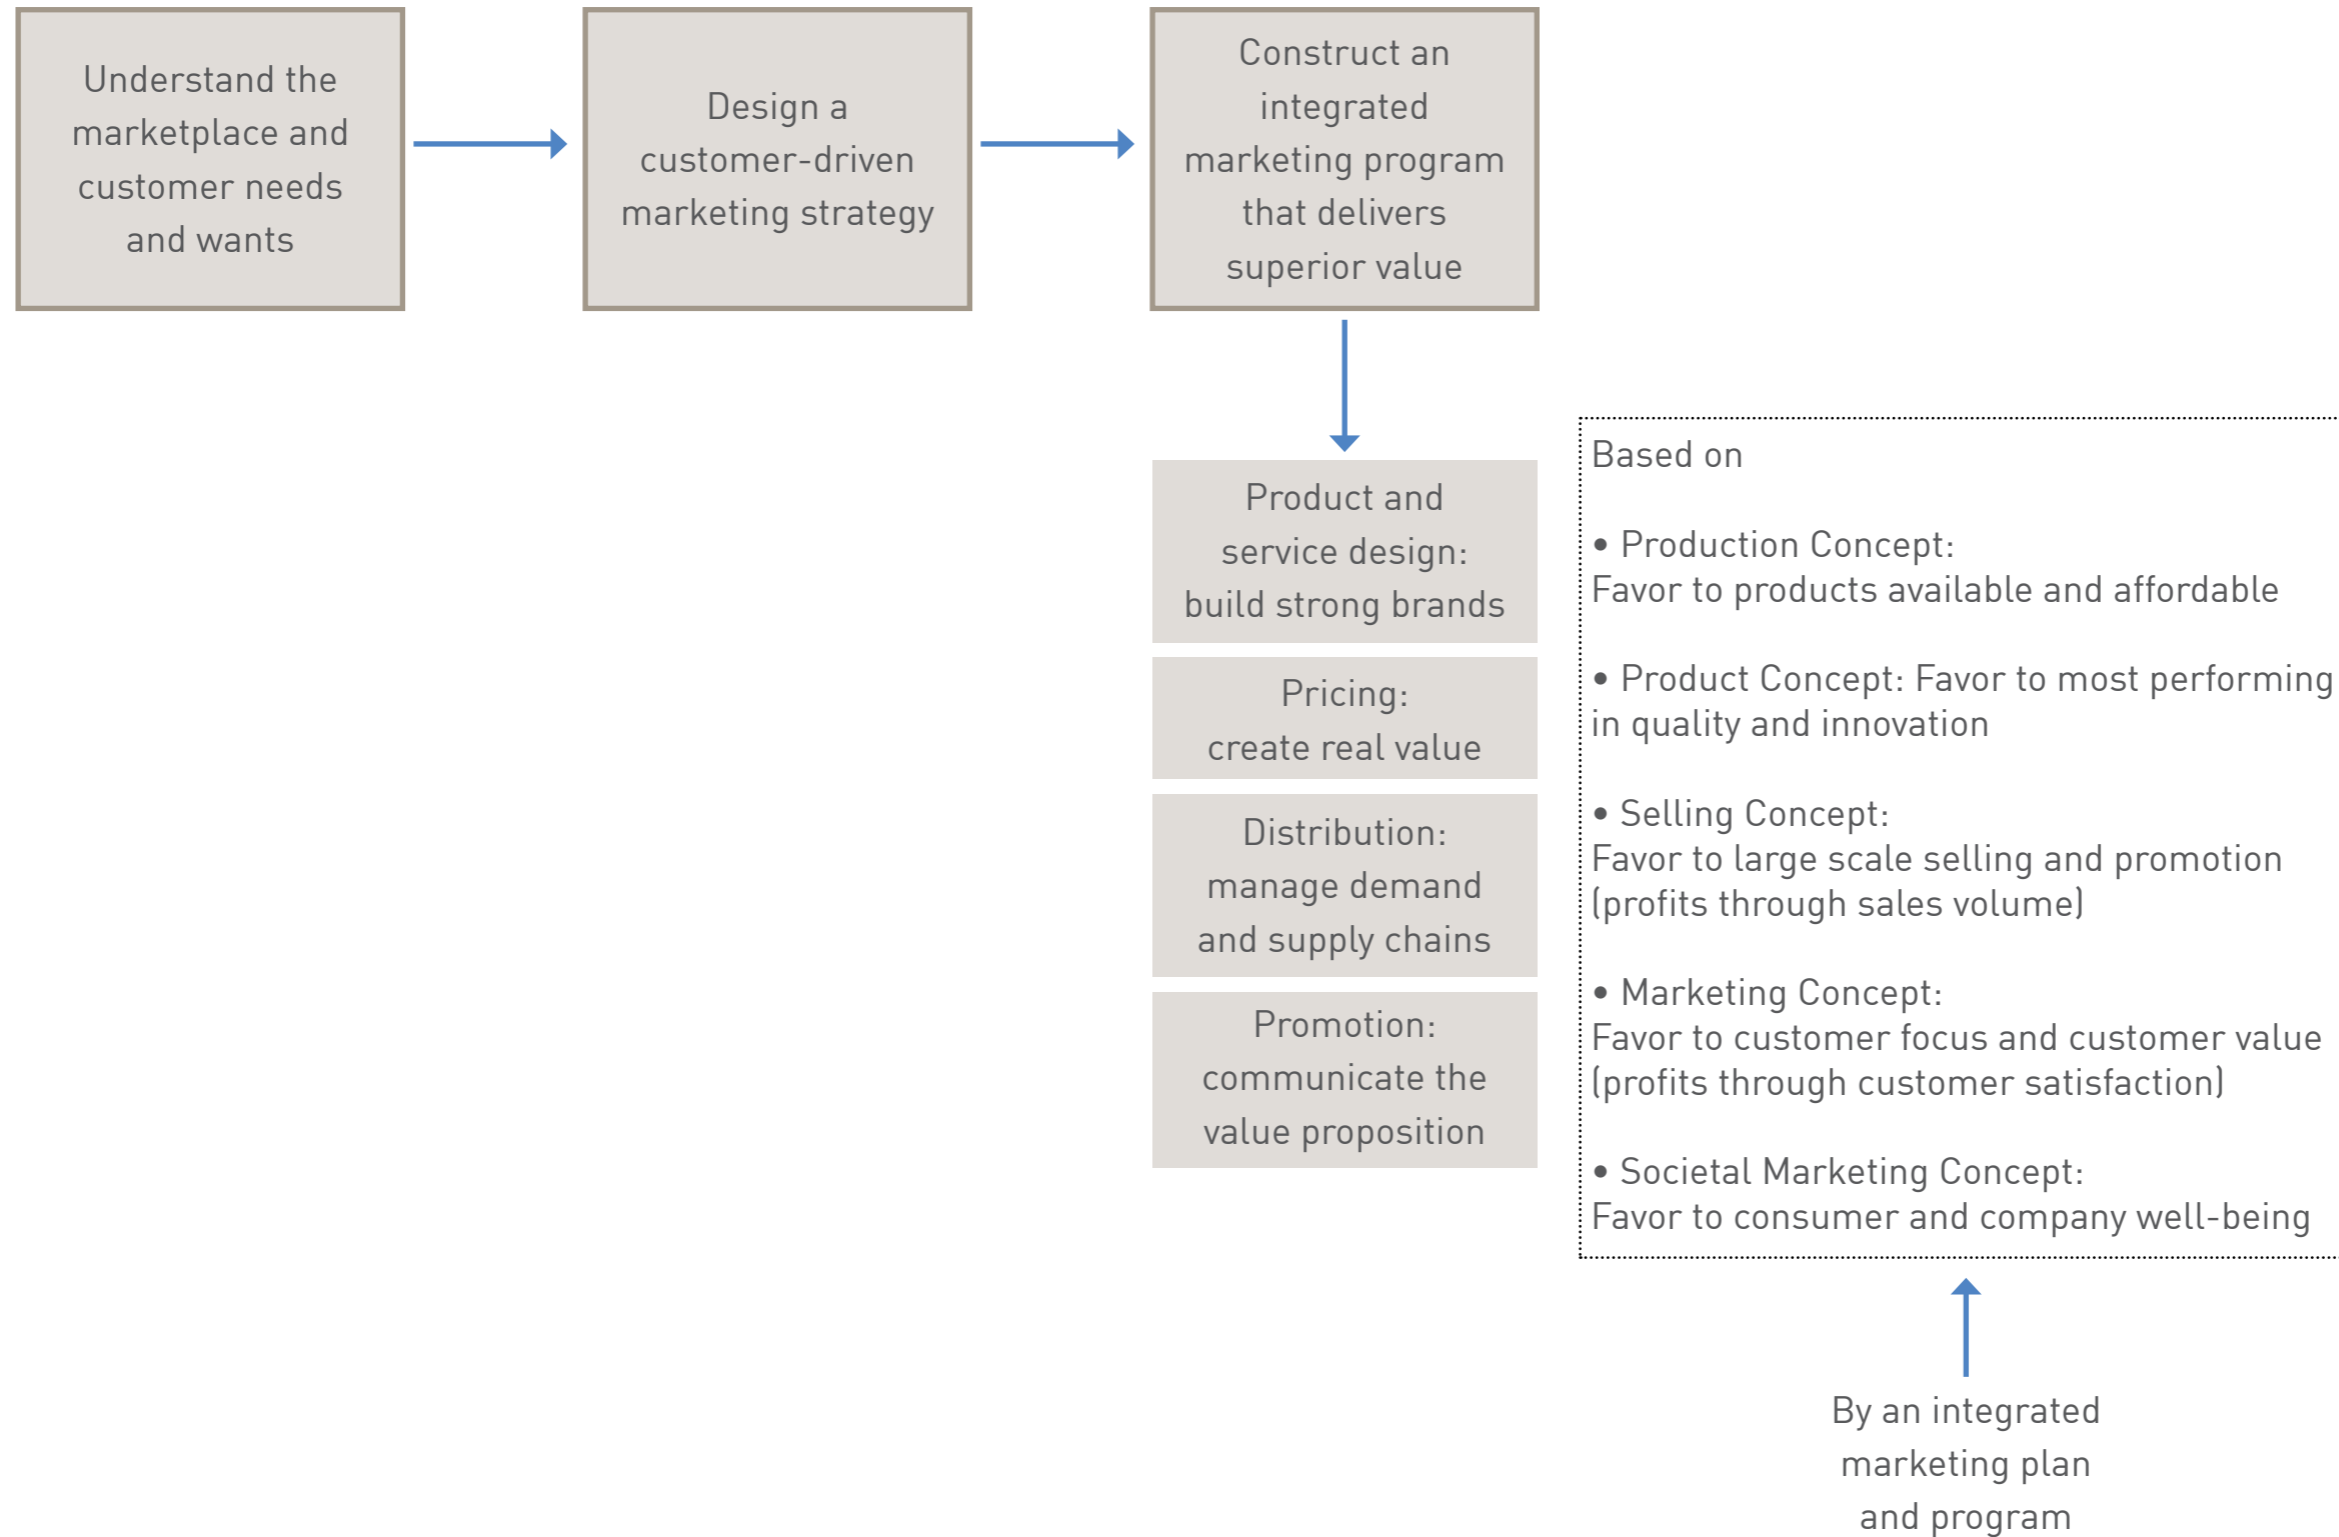 Understand the
marketplace and
customer needs
and wants
Design a
customer-driven
marketing strategy
Construct an
integrated
marketing program
that delivers
superior value
Product and
service design:
build strong brands
Pricing:
create real value
Distribution:
manage demand
and supply chains
Promotion:
communicate the
value proposition
Based on
• Production Concept:
Favor to products available and affordable
• Product Concept: Favor to most performing
in quality and innovation
• Selling Concept:
Favor to large scale selling and promotion
(profits through sales volume)
• Marketing Concept:
Favor to customer focus and customer value
(profits through customer satisfaction)
• Societal Marketing Concept:
Favor to consumer and company well-being
By an integrated
marketing plan
and program